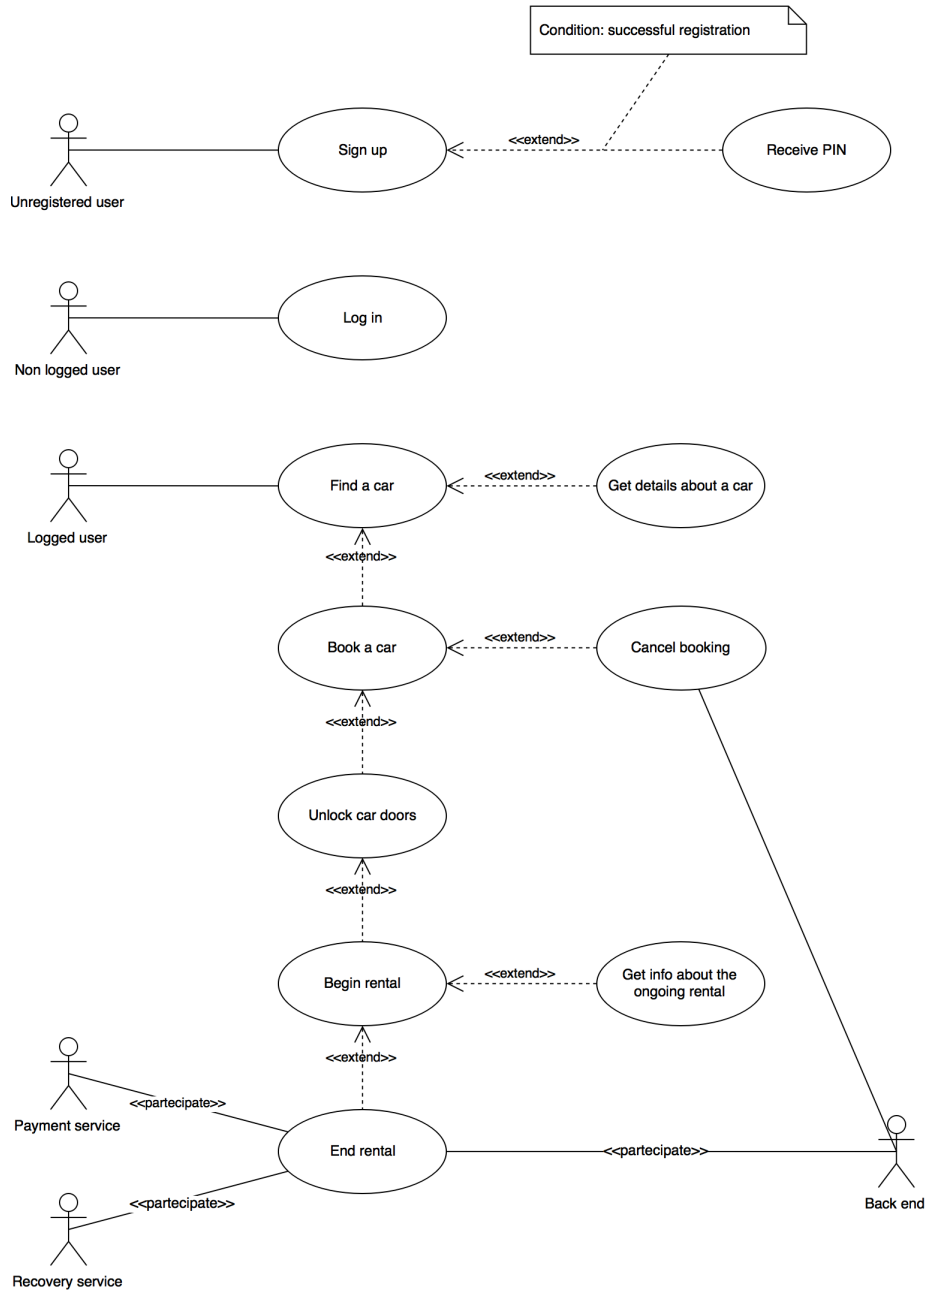 Condition: successful registration
<<extend>>
Sign up
Receive PIN
Unregistered user
Log in
Non logged user
<<extend>>
Find a car
Get details about a car
Logged user
<<extend>>
<<extend>>
Book a car
Cancel booking
<<extend>>
Unlock car doors
<<extend>>
<<extend>>
Begin rental
Get info about the
ongoing rental
<<extend>>
<<partecipate>>
Payment service
End rental
<<partecipate>>
<<partecipate>>
Back end
Recovery service